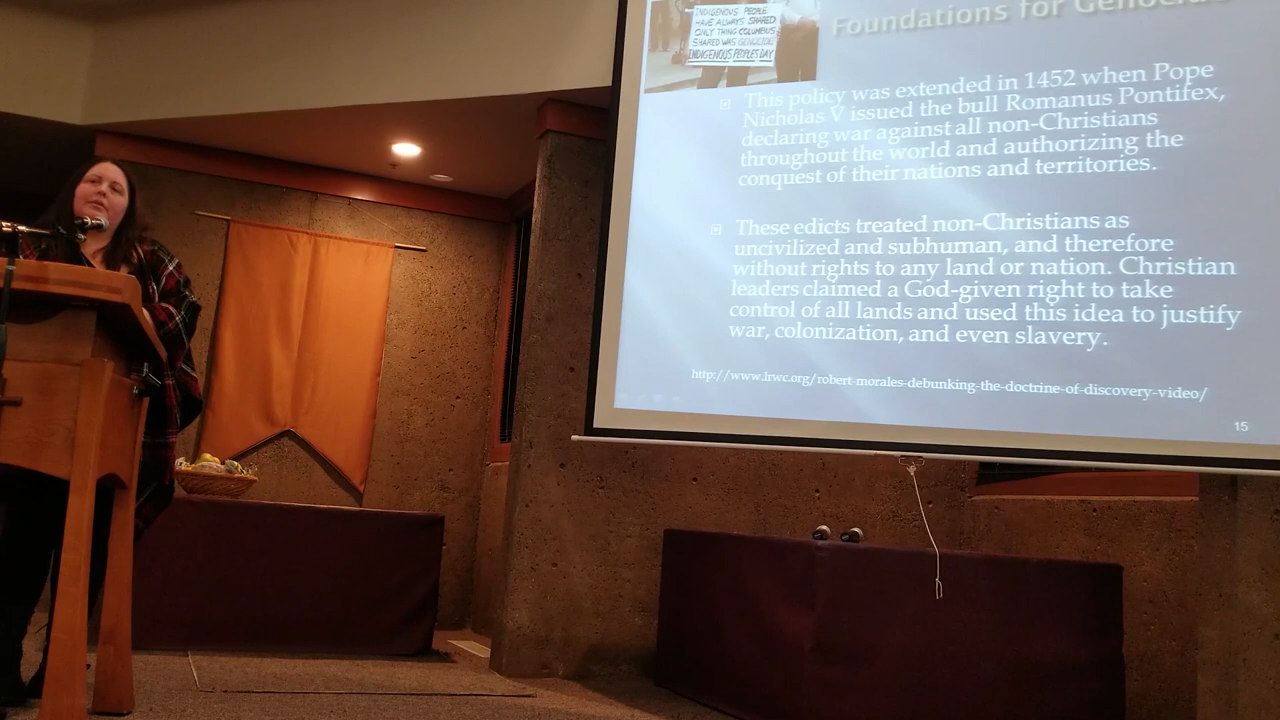 Foundations for Genocide
INDIGENOUS PEOPLE
HAVE ALWAYS SHARED
ONLY THING COLUMBUS
SHARED WAS GENOCIDE
INDIGENOUS PEOPLES DAY
This policy was extended in 1452 when Pope
Nicholas V issued the bull Romanus Pontifex,
declaring war against all non-Christians
throughout the world and authorizing the
conquest of their nations and territories.
These edicts treated non-Christians as
uncivilized and subhuman, and therefore
without rights to any land or nation. Christian
leaders claimed a God-given right to take
control of all lands and used this idea to justify
war, colonization, and even slavery.
http://www.lrwc.org/robert-morales-debunking-the-doctrine-of-discovery-video/
15